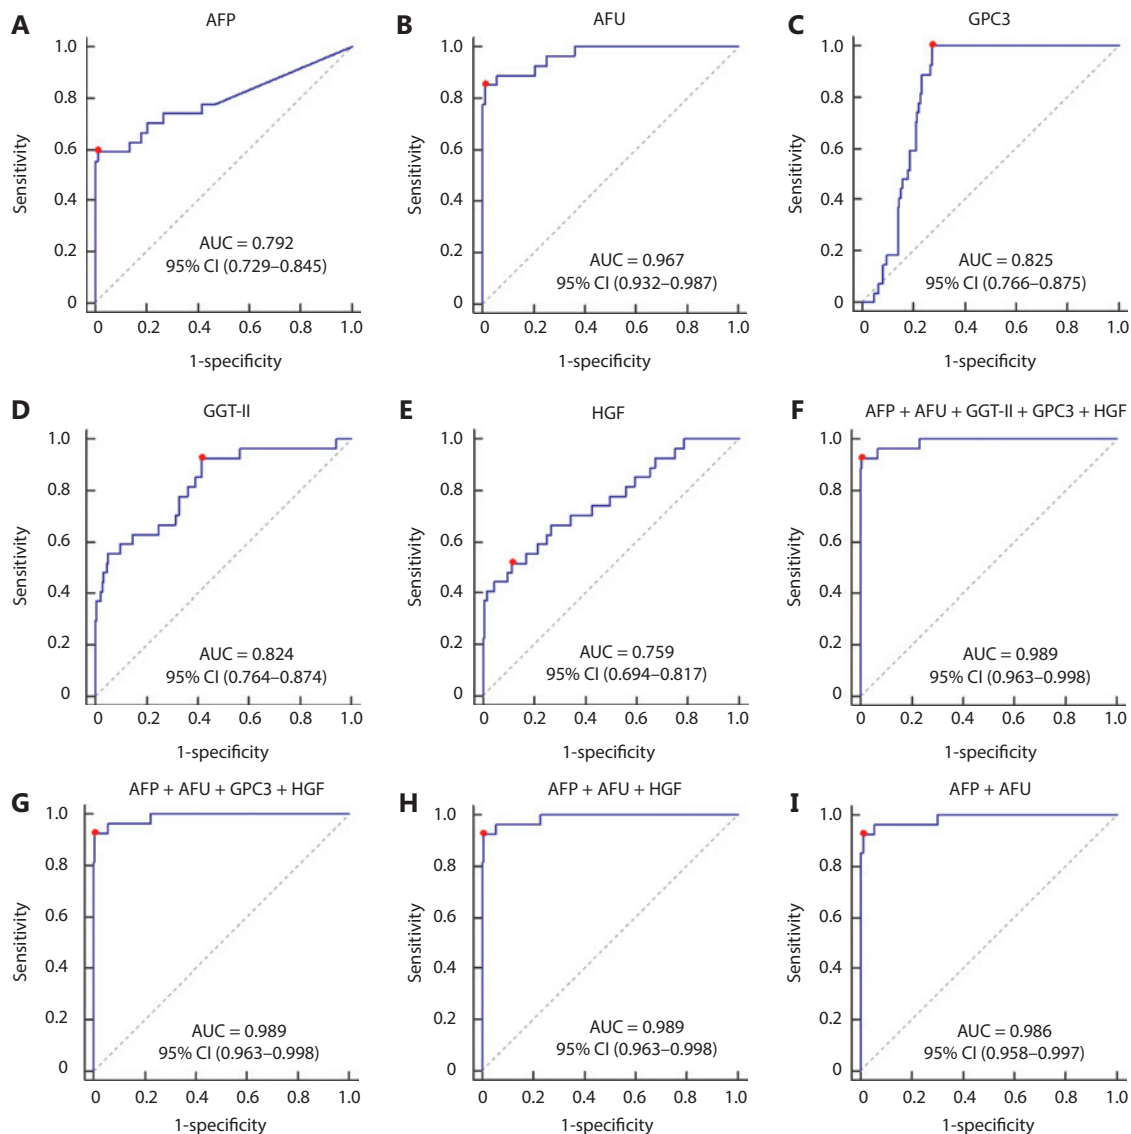 A
AFP
1.0
0.8
0.6
0.4
0.2
0
Sensitivity
AUC = 0.792
95% CI (0.729–0.845)
0 0.2 0.4 0.6 0.8 1.0
1-specificity
B
AFU
1.0
0.8
0.6
0.4
0.2
0
Sensitivity
AUC = 0.967
95% CI (0.932–0.987)
0 0.2 0.4 0.6 0.8 1.0
1-specificity
C
GPC3
1.0
0.8
0.6
0.4
0.2
0
Sensitivity
AUC = 0.825
95% CI (0.766–0.875)
0 0.2 0.4 0.6 0.8 1.0
1-specificity
D
GGT-II
1.0
0.8
0.6
0.4
0.2
0
Sensitivity
AUC = 0.824
95% CI (0.764–0.874)
0 0.2 0.4 0.6 0.8 1.0
1-specificity
E
HGF
1.0
0.8
0.6
0.4
0.2
0
Sensitivity
AUC = 0.759
95% CI (0.694–0.817)
0 0.2 0.4 0.6 0.8 1.0
1-specificity
F
AFP + AFU + GGT-II + GPC3 + HGF
1.0
0.8
0.6
0.4
0.2
0
Sensitivity
AUC = 0.989
95% CI (0.963–0.998)
0 0.2 0.4 0.6 0.8 1.0
1-specificity
G
AFP + AFU + GPC3 + HGF
1.0
0.8
0.6
0.4
0.2
0
Sensitivity
AUC = 0.989
95% CI (0.963–0.998)
0 0.2 0.4 0.6 0.8 1.0
1-specificity
H
AFP + AFU + HGF
1.0
0.8
0.6
0.4
0.2
0
Sensitivity
AUC = 0.989
95% CI (0.963–0.998)
0 0.2 0.4 0.6 0.8 1.0
1-specificity
I
AFP + AFU
1.0
0.8
0.6
0.4
0.2
0
Sensitivity
AUC = 0.986
95% CI (0.958–0.997)
0 0.2 0.4 0.6 0.8 1.0
1-specificity